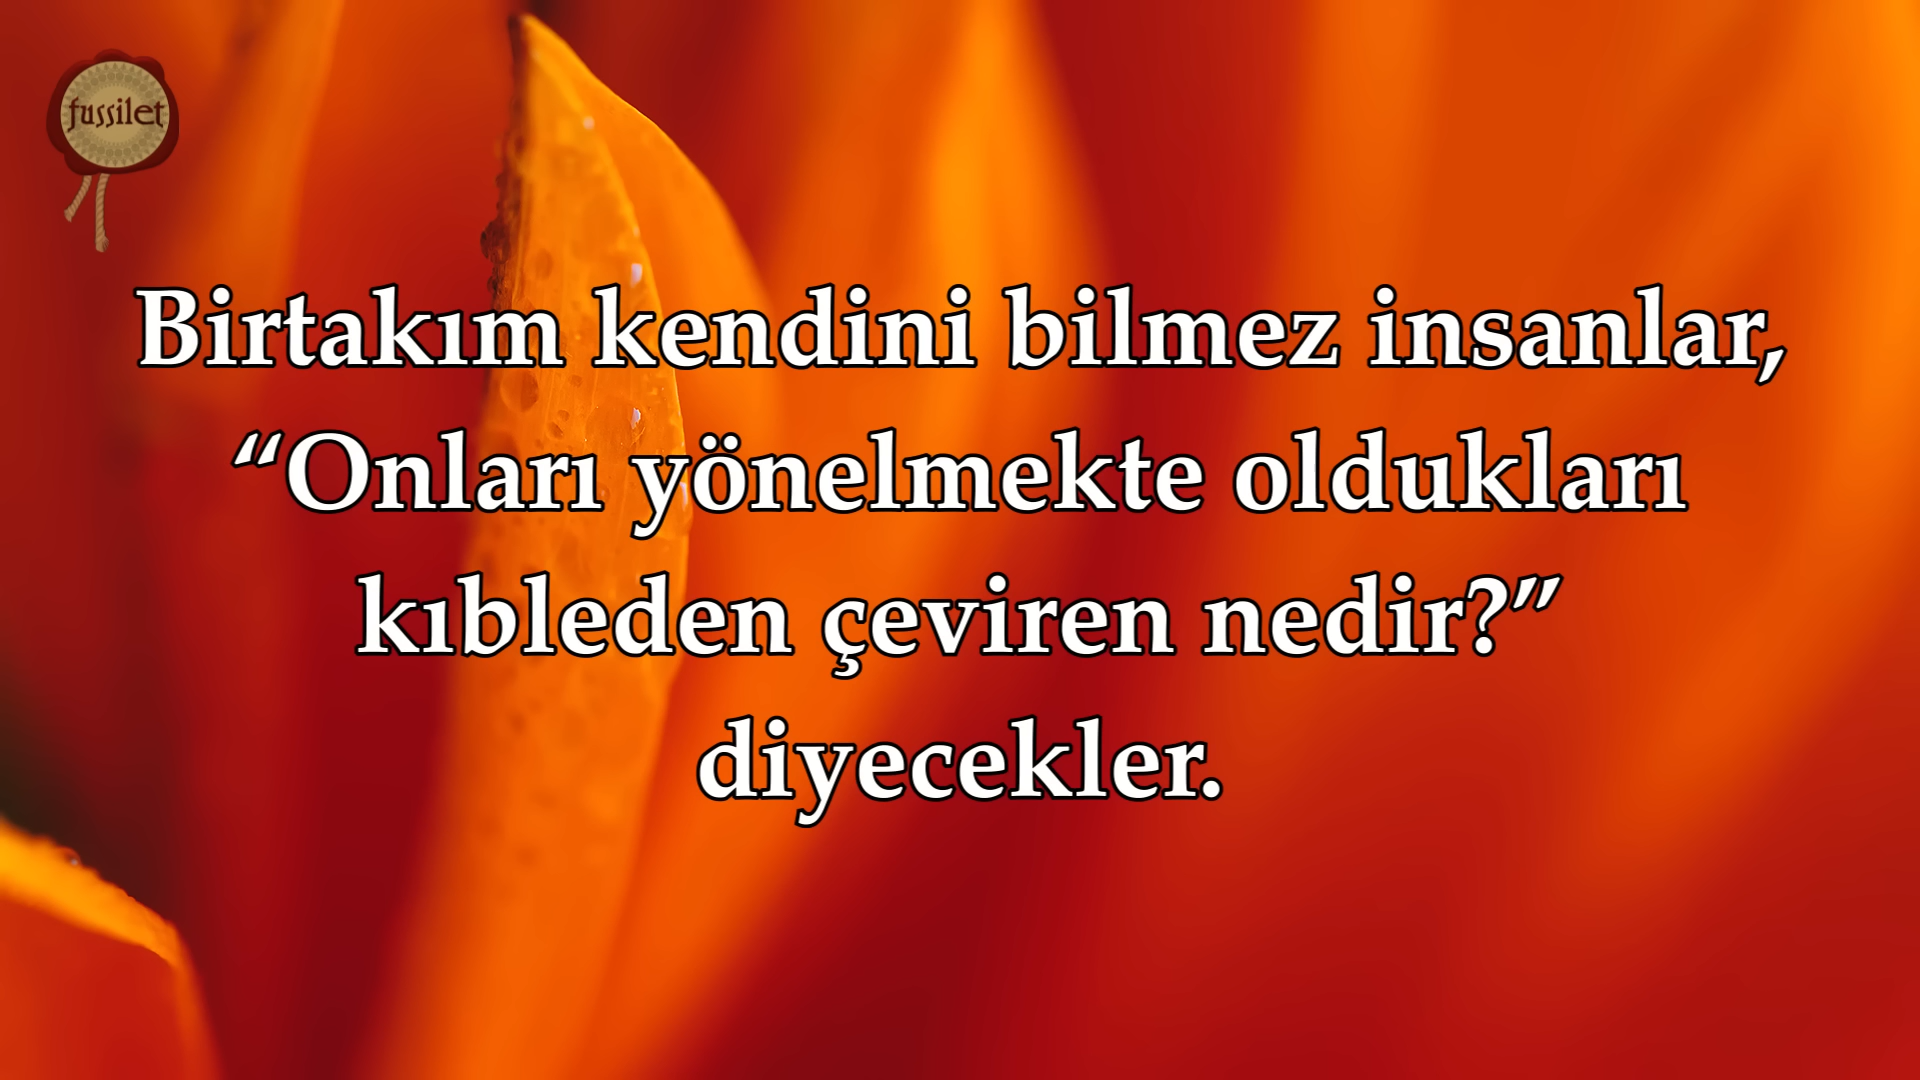 fussilet
Birtakım kendini bilmez insanlar,
“Onları yönelmekte oldukları
kıbleden çeviren nedir?”
diyecekler.